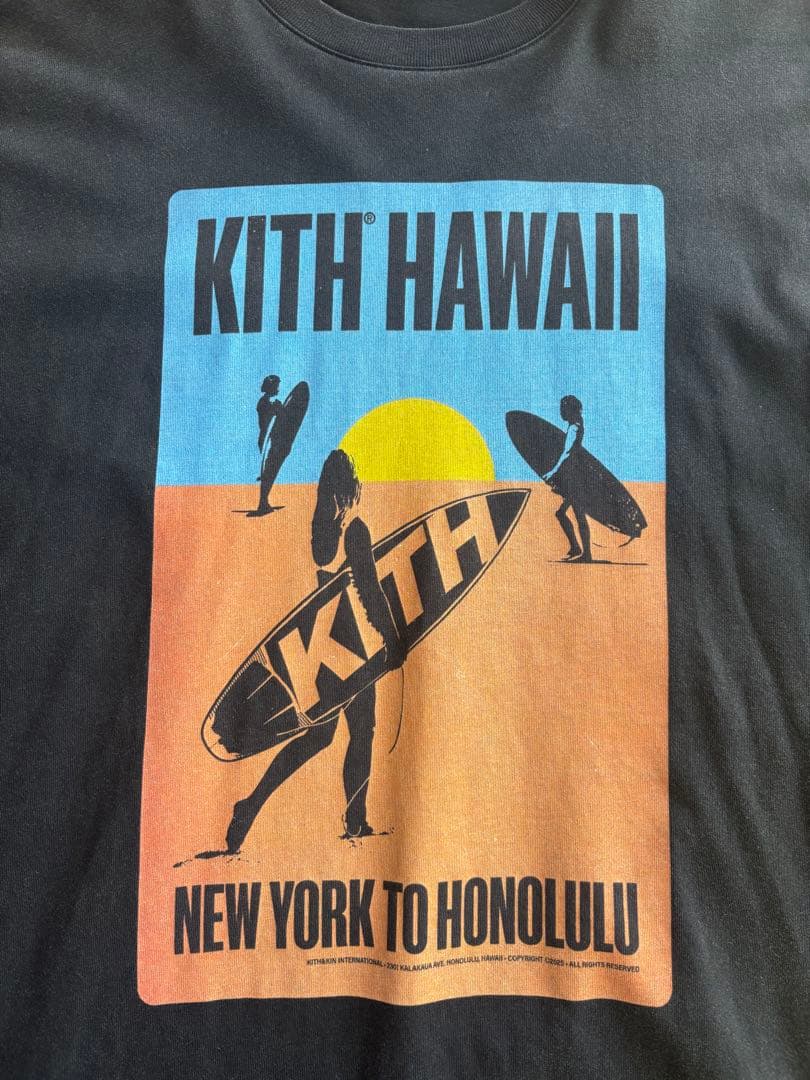 KITH® HAWAII
KITH
NEW YORK TO HONOLULU
KITH&KIN INTERNATIONAL • 2301 KALAKAUA AVE. HONOLULU, HAWAII • COPYRIGHT ©2025 • ALL RIGHTS RESERVED